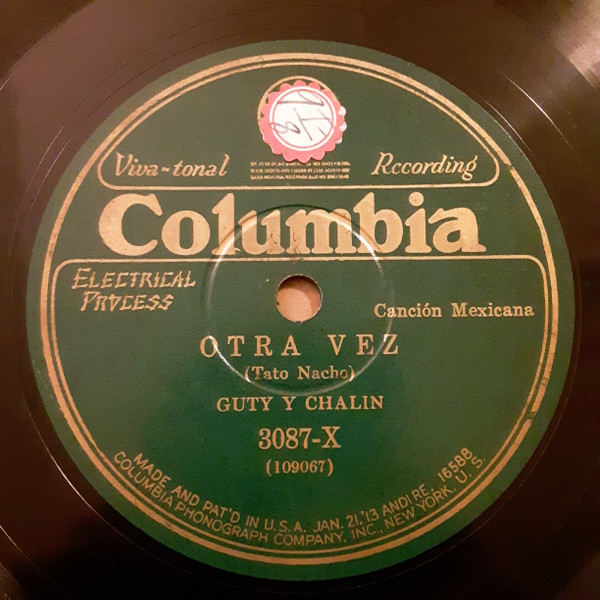 Viva-tonal Recording
Columbia
ELECTRICAL
PROCESS
Canción Mexicana
OTRA VEZ
(Tato Nacho)
GUTY Y CHALIN
3087-X
(109067)
MADE AND PAT'D IN U.S.A. JAN. 21,'13 AND RE. 16588
COLUMBIA PHONOGRAPH COMPANY, INC., NEW YORK, U. S.